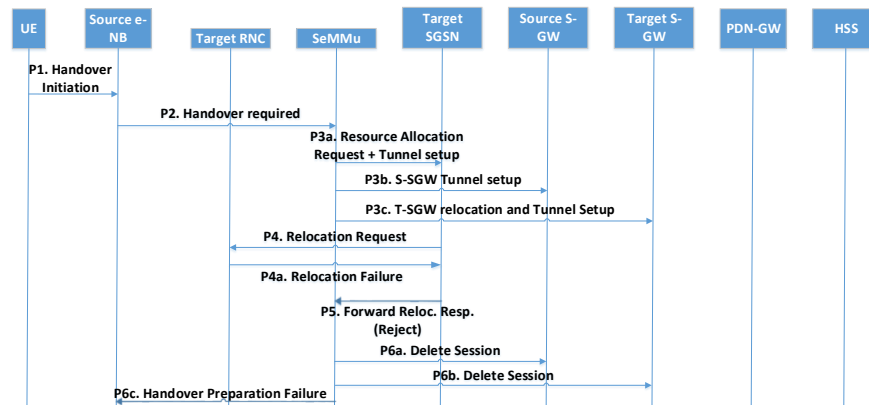 UE
Source e-
NB
Target RNC
SeMMu
Target
SGSN
Source S-
GW
Target S-
GW
PDN-GW
HSS
P1. Handover
Initiation
P2. Handover required
P3a. Resource Allocation
Request + Tunnel setup
P3b. S-SGW Tunnel setup
P3c. T-SGW relocation and Tunnel Setup
P4. Relocation Request
P4a. Relocation Failure
P5. Forward Reloc. Resp.
(Reject)
P6a. Delete Session
P6b. Delete Session
P6c. Handover Preparation Failure